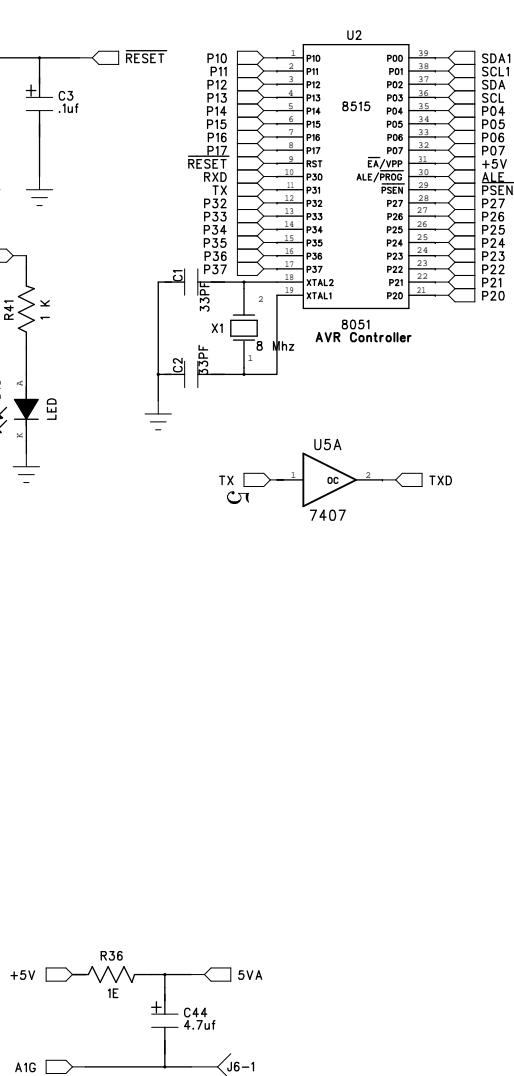 RESET
C3
.1uf
R41
1 K
A
K
LED
U2
8515
P10 1 P10 P00 39 SDA1
P11 2 P11 P01 38 SCL1
P12 3 P12 P02 37 SDA
P13 4 P13 P03 36 SCL
P14 5 P14 P04 35 P04
P15 6 P15 P05 34 P05
P16 7 P16 P06 33 P06
P17 8 P17 P07 32 P07
RESET 9 RST EA/VPP 31 +5V
RXD 10 P30 ALE/PROG 30 ALE
TX 11 P31 PSEN 29 PSEN
P32 12 P32 P27 28 P27
P33 13 P33 P26 27 P26
P34 14 P34 P25 26 P25
P35 15 P35 P24 25 P24
P36 16 P36 P23 24 P23
P37 17 P37 P22 23 P22
18 XTAL2 P21 22 P21
19 XTAL1 P20 21 P20
8051
AVR Controller
C1
33PF
2
X1
8 Mhz
1
C2
33PF
U5A
TX 1 OC 2 TXD
7407
R36
+5V 5VA
1E
C44
4.7uf
A1G J6-1